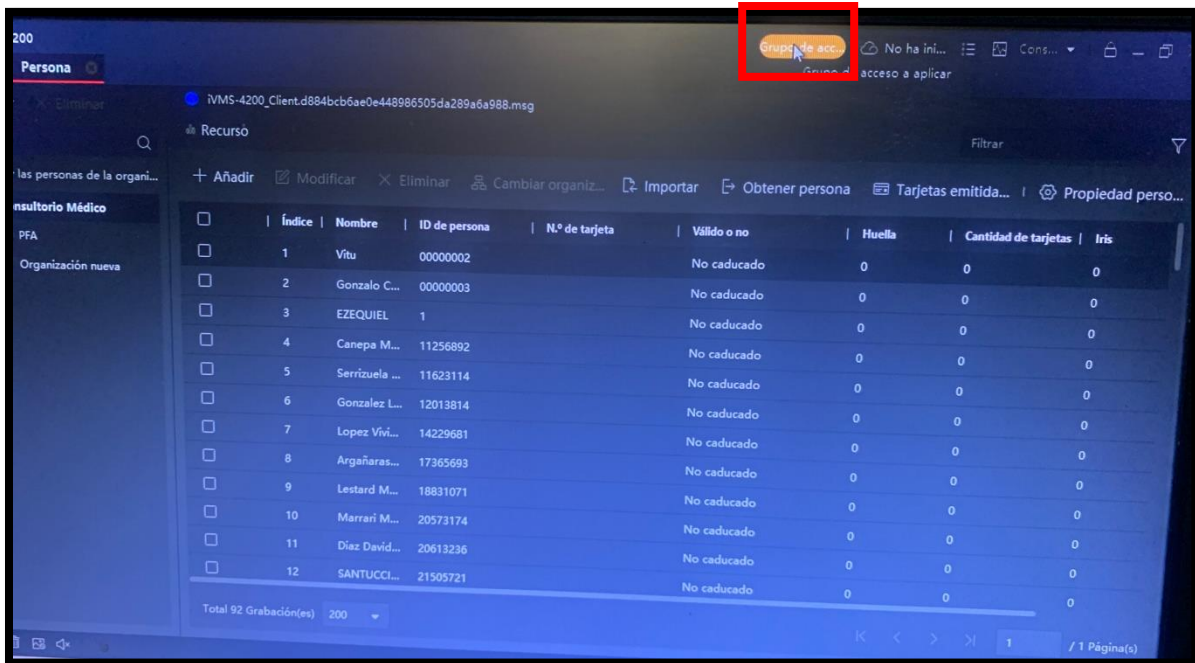 200
Grupo de acc...
No ha ini...
Cons...
Persona
Grupo d acceso a aplicar
Eliminar
iVMS-4200_Client.d884bcb6ae0e448986505da289a6a988.msg
Recurso
Filtrar
las personas de la organi...
Añadir Modificar Eliminar Cambiar organiz... Importar Obtener persona Tarjetas emitida... Propiedad perso...
nsultorio Médico
PFA
Organización nueva
Índice Nombre ID de persona N.º de tarjeta Válido o no Huella Cantidad de tarjetas Iris
1 Vitu 00000002 No caducado 0 0 0
2 Gonzalo C... 00000003 No caducado 0 0 0
3 EZEQUIEL 1 No caducado 0 0 0
4 Canepa M... 11256892 No caducado 0 0 0
5 Serrizuela ... 11623114 No caducado 0 0 0
6 Gonzalez L... 12013814 No caducado 0 0 0
7 Lopez Vivi... 14229681 No caducado 0 0 0
8 Argañaras... 17365693 No caducado 0 0 0
9 Lestard M... 18831071 No caducado 0 0 0
10 Marrari M... 20573174 No caducado 0 0 0
11 Diaz David... 20613236 No caducado 0 0 0
12 SANTUCCI... 21505721 No caducado 0 0 0
Total 92 Grabación(es) 200
1 / 1 Página(s)